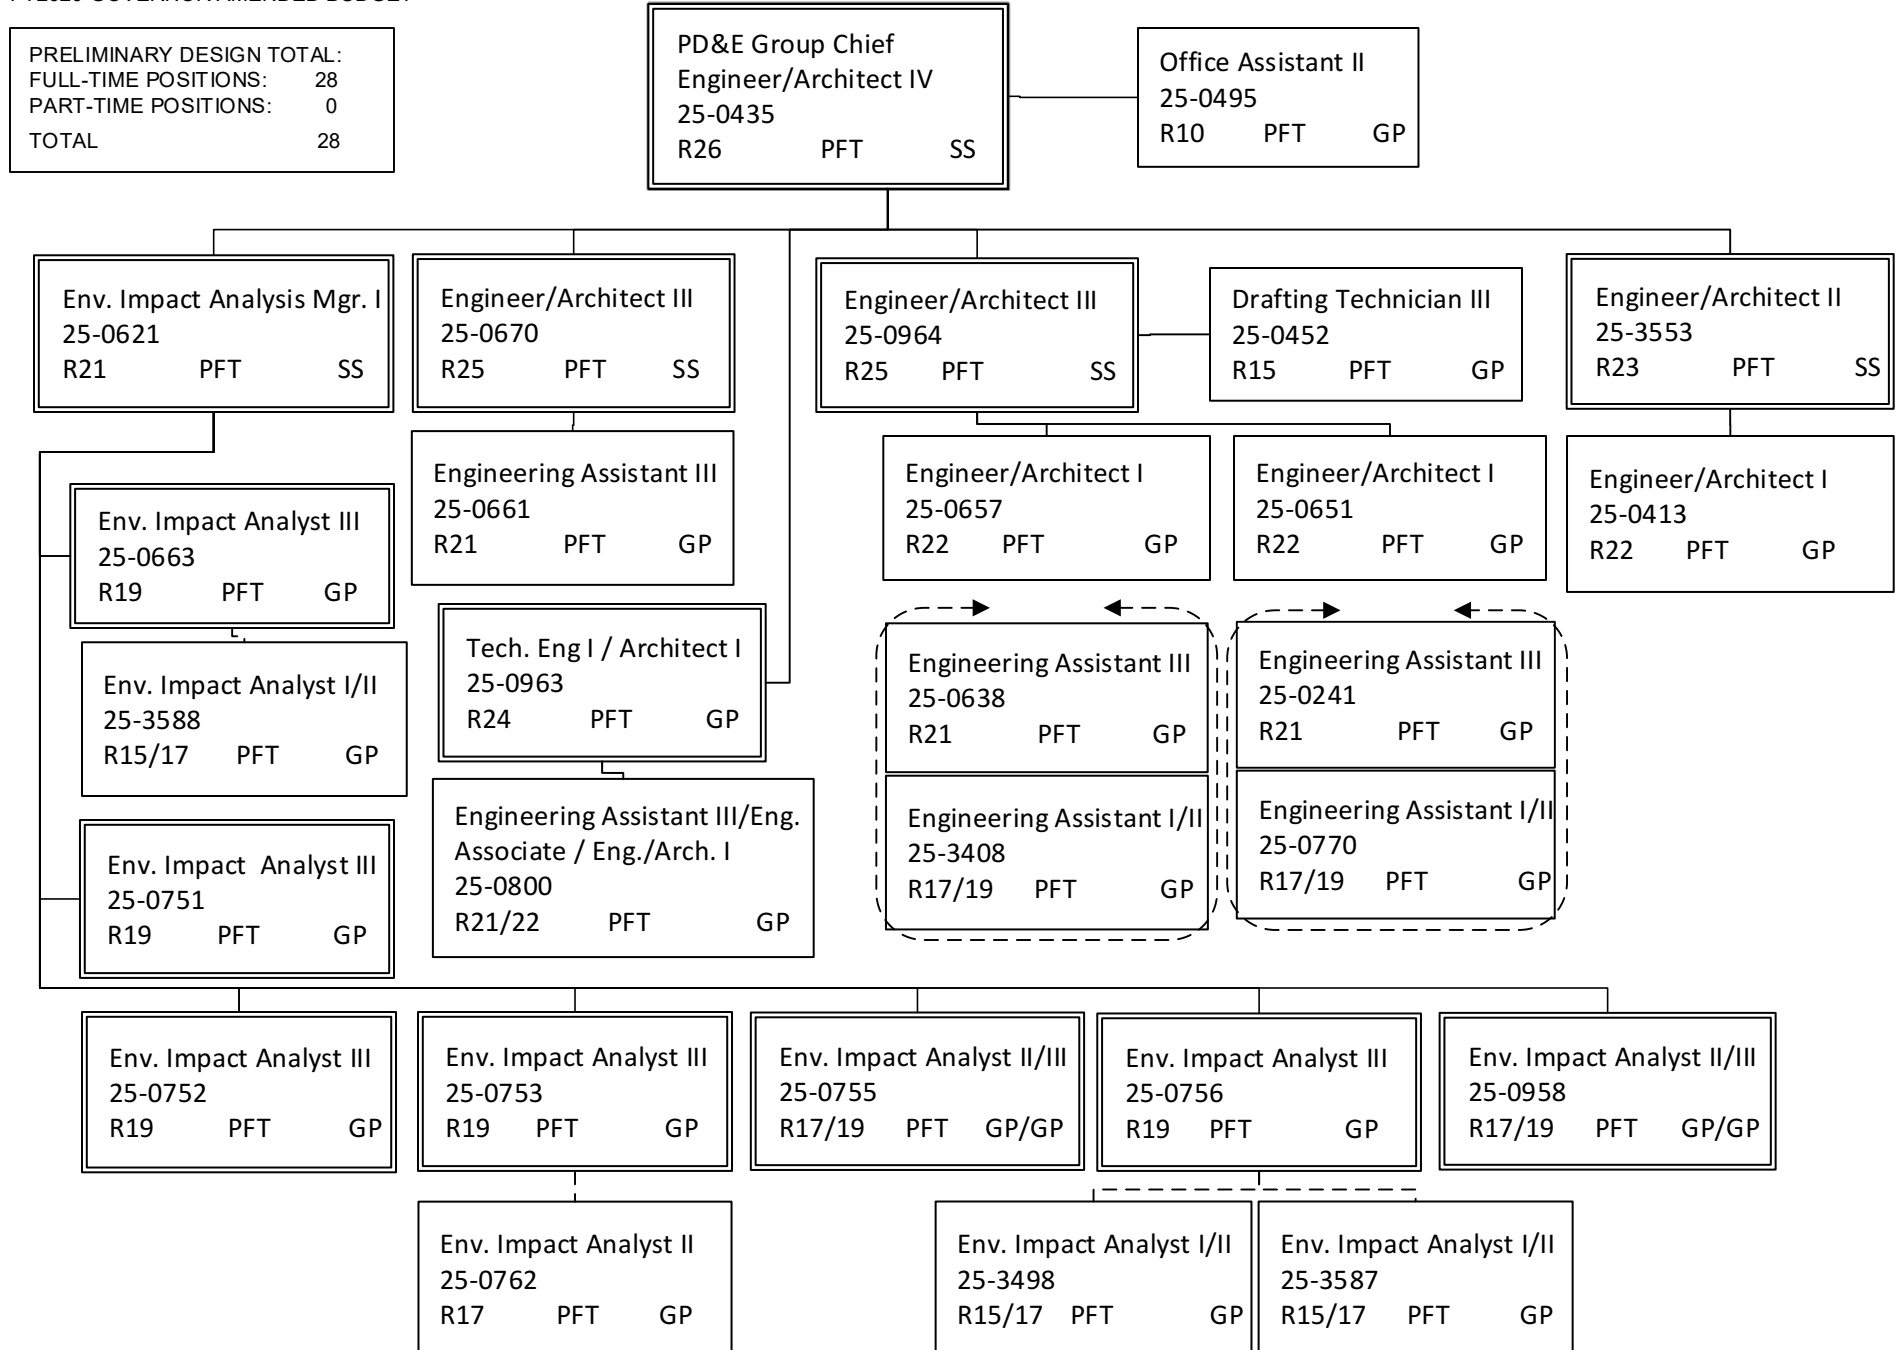 PRELIMINARY DESIGN TOTAL:
FULL-TIME POSITIONS: 28
PART-TIME POSITIONS: 0
TOTAL 28
PD&E Group Chief
Engineer/Architect IV
25-0435
R26 PFT SS
Office Assistant II
25-0495
R10 PFT GP
Env. Impact Analysis Mgr. I
25-0621
R21 PFT SS
Engineer/Architect III
25-0670
R25 PFT SS
Engineer/Architect III
25-0964
R25 PFT SS
Drafting Technician III
25-0452
R15 PFT GP
Engineer/Architect II
25-3553
R23 PFT SS
Env. Impact Analyst III
25-0663
R19 PFT GP
Engineering Assistant III
25-0661
R21 PFT GP
Engineer/Architect I
25-0657
R22 PFT GP
Engineer/Architect I
25-0651
R22 PFT GP
Engineer/Architect I
25-0413
R22 PFT GP
Env. Impact Analyst I/II
25-3588
R15/17 PFT GP
Tech. Eng I / Architect I
25-0963
R24 PFT GP
Engineering Assistant III
25-0638
R21 PFT GP
Engineering Assistant III
25-0241
R21 PFT GP
Env. Impact Analyst III
25-0751
R19 PFT GP
Engineering Assistant III/Eng.
Associate / Eng./Arch. I
25-0800
R21/22 PFT GP
Engineering Assistant I/II
25-3408
R17/19 PFT GP
Engineering Assistant I/II
25-0770
R17/19 PFT GP
Env. Impact Analyst III
25-0752
R19 PFT GP
Env. Impact Analyst III
25-0753
R19 PFT GP
Env. Impact Analyst II/III
25-0755
R17/19 PFT GP/GP
Env. Impact Analyst III
25-0756
R19 PFT GP
Env. Impact Analyst II/III
25-0958
R17/19 PFT GP/GP
Env. Impact Analyst II
25-0762
R17 PFT GP
Env. Impact Analyst I/II
25-3498
R15/17 PFT GP
Env. Impact Analyst I/II
25-3587
R15/17 PFT GP